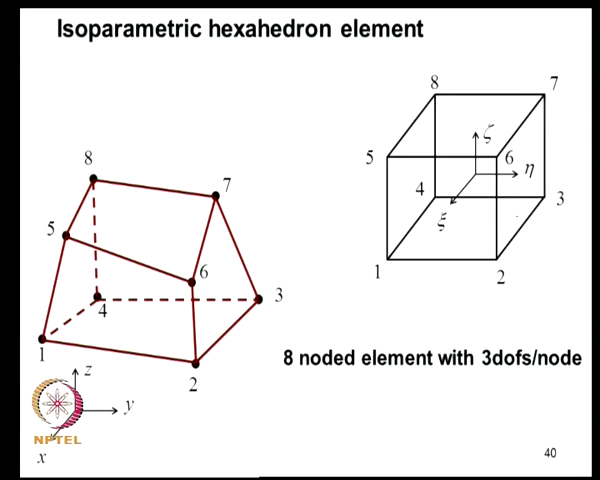 Isoparametric hexahedron element
8
7
5
6
4
3
1
2
z
y
x
8
7
5
6
4
3
1
2
ζ
η
ξ
8 noded element with 3dofs/node
NPTEL
40